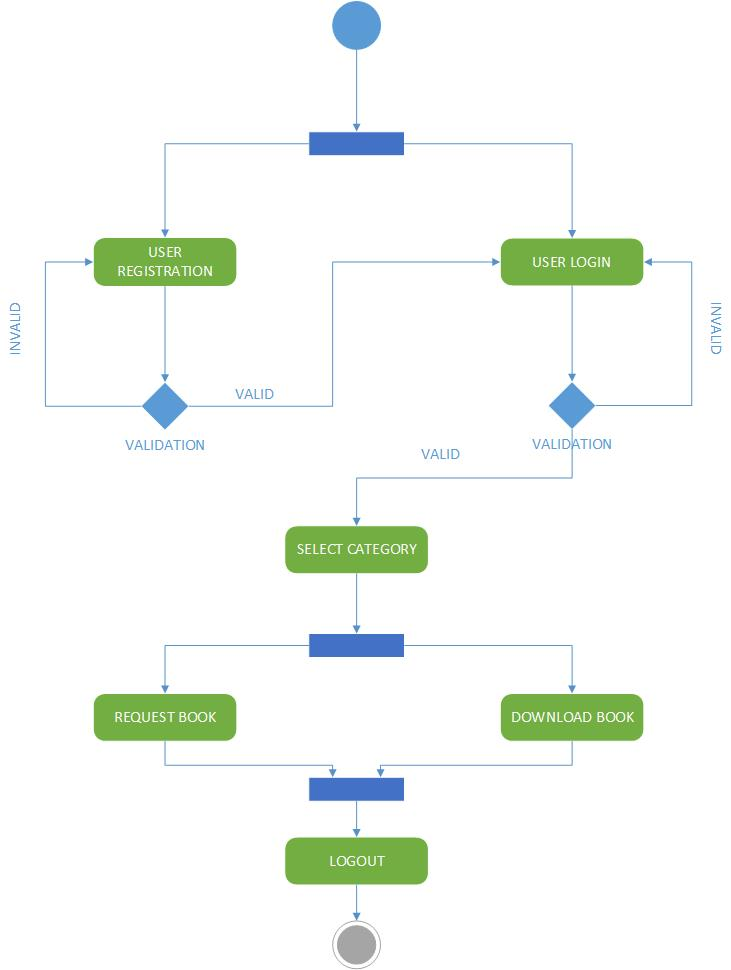 USER
REGISTRATION
USER LOGIN
INVALID
INVALID
VALID
VALIDATION
VALIDATION
VALID
SELECT CATEGORY
REQUEST BOOK
DOWNLOAD BOOK
LOGOUT